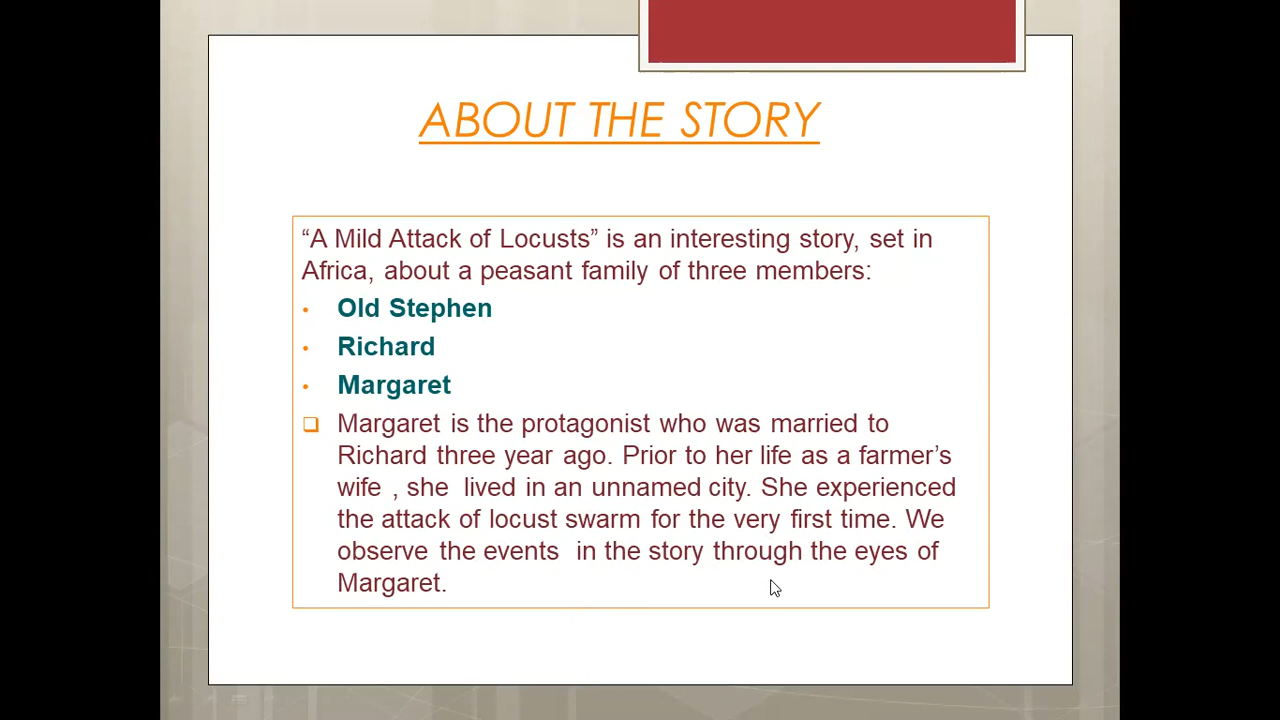 ABOUT THE STORY
“A Mild Attack of Locusts” is an interesting story, set in
Africa, about a peasant family of three members:
• Old Stephen
• Richard
• Margaret
❑ Margaret is the protagonist who was married to
Richard three year ago. Prior to her life as a farmer’s
wife , she lived in an unnamed city. She experienced
the attack of locust swarm for the very first time. We
observe the events in the story through the eyes of
Margaret.